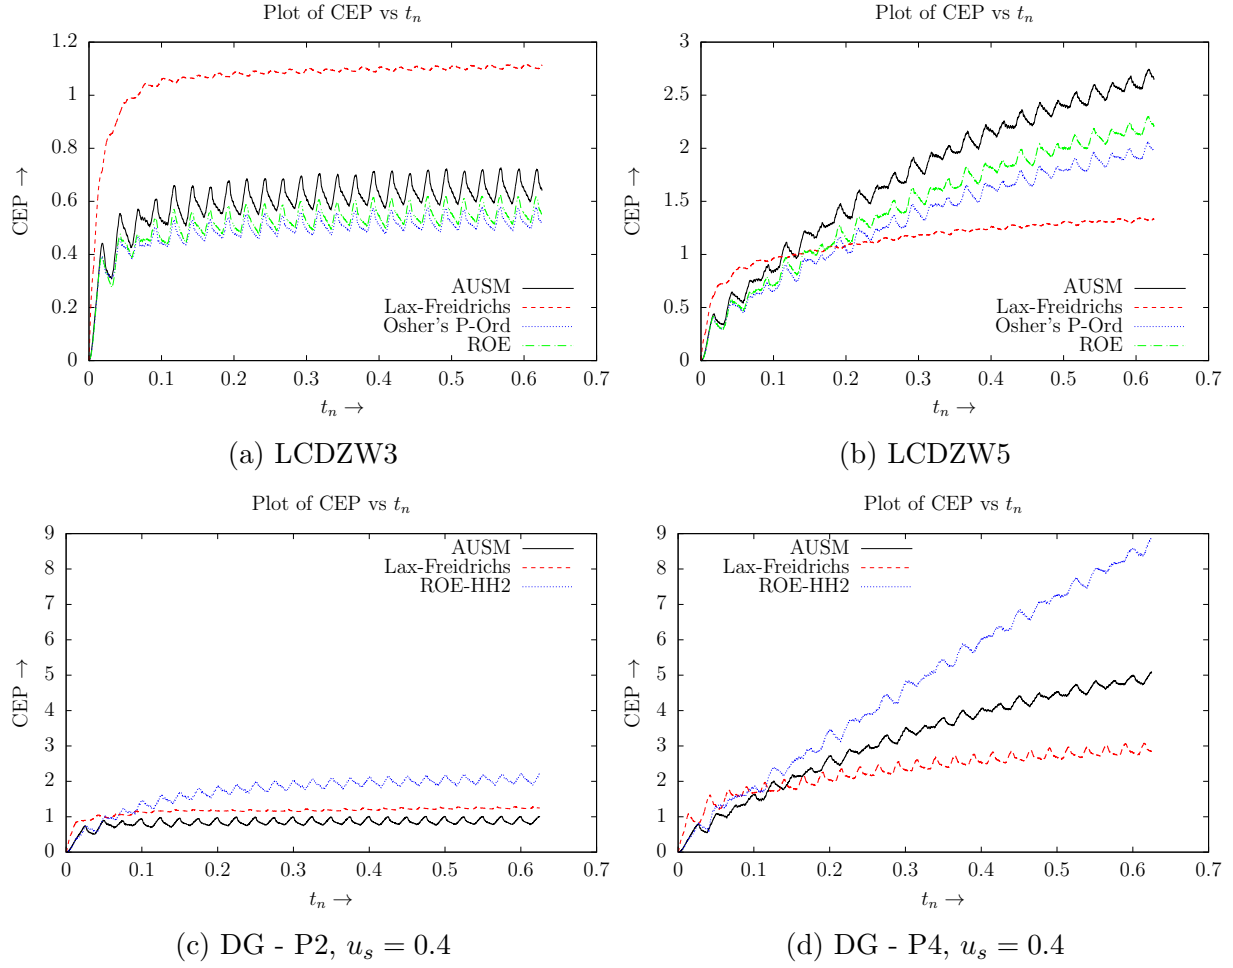 Plot of CEP vs t_n
1.2
1
0.8
0.6
0.4
0.2
0
CEP →
AUSM
Lax-Freidrichs
Osher's P-Ord
ROE
0 0.1 0.2 0.3 0.4 0.5 0.6 0.7
t_n →
(a) LCDZW3
Plot of CEP vs t_n
3
2.5
2
1.5
1
0.5
0
CEP →
AUSM
Lax-Freidrichs
Osher's P-Ord
ROE
0 0.1 0.2 0.3 0.4 0.5 0.6 0.7
t_n →
(b) LCDZW5
Plot of CEP vs t_n
9
8
7
6
5
4
3
2
1
0
CEP →
AUSM
Lax-Freidrichs
ROE-HH2
0 0.1 0.2 0.3 0.4 0.5 0.6 0.7
t_n →
(c) DG - P2, u_s = 0.4
Plot of CEP vs t_n
9
8
7
6
5
4
3
2
1
0
CEP →
AUSM
Lax-Freidrichs
ROE-HH2
0 0.1 0.2 0.3 0.4 0.5 0.6 0.7
t_n →
(d) DG - P4, u_s = 0.4